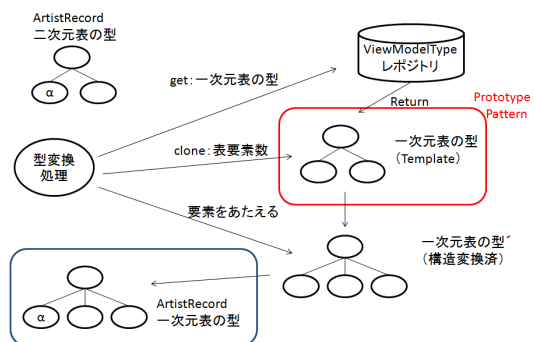 ArtistRecord
二次元表の型
α
ViewModelType
レポジトリ
get：一次元表の型
Return
Prototype
Pattern
型変換
処理
clone：表要素数
一次元表の型
（Template）
要素をあたえる
一次元表の型´
（構造変換済）
α
ArtistRecord
一次元表の型